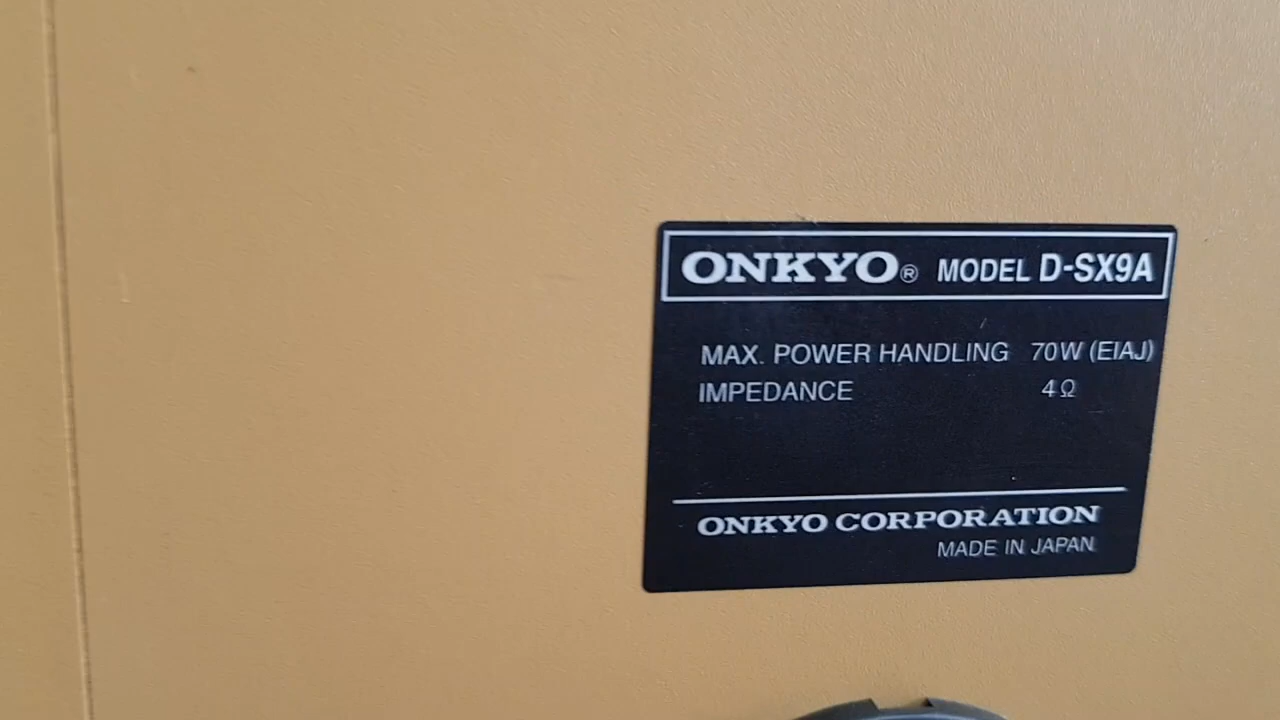 ONKYO® MODEL D-SX9A
MAX. POWER HANDLING 70W (EIAJ)
IMPEDANCE 4Ω
ONKYO CORPORATION
MADE IN JAPAN